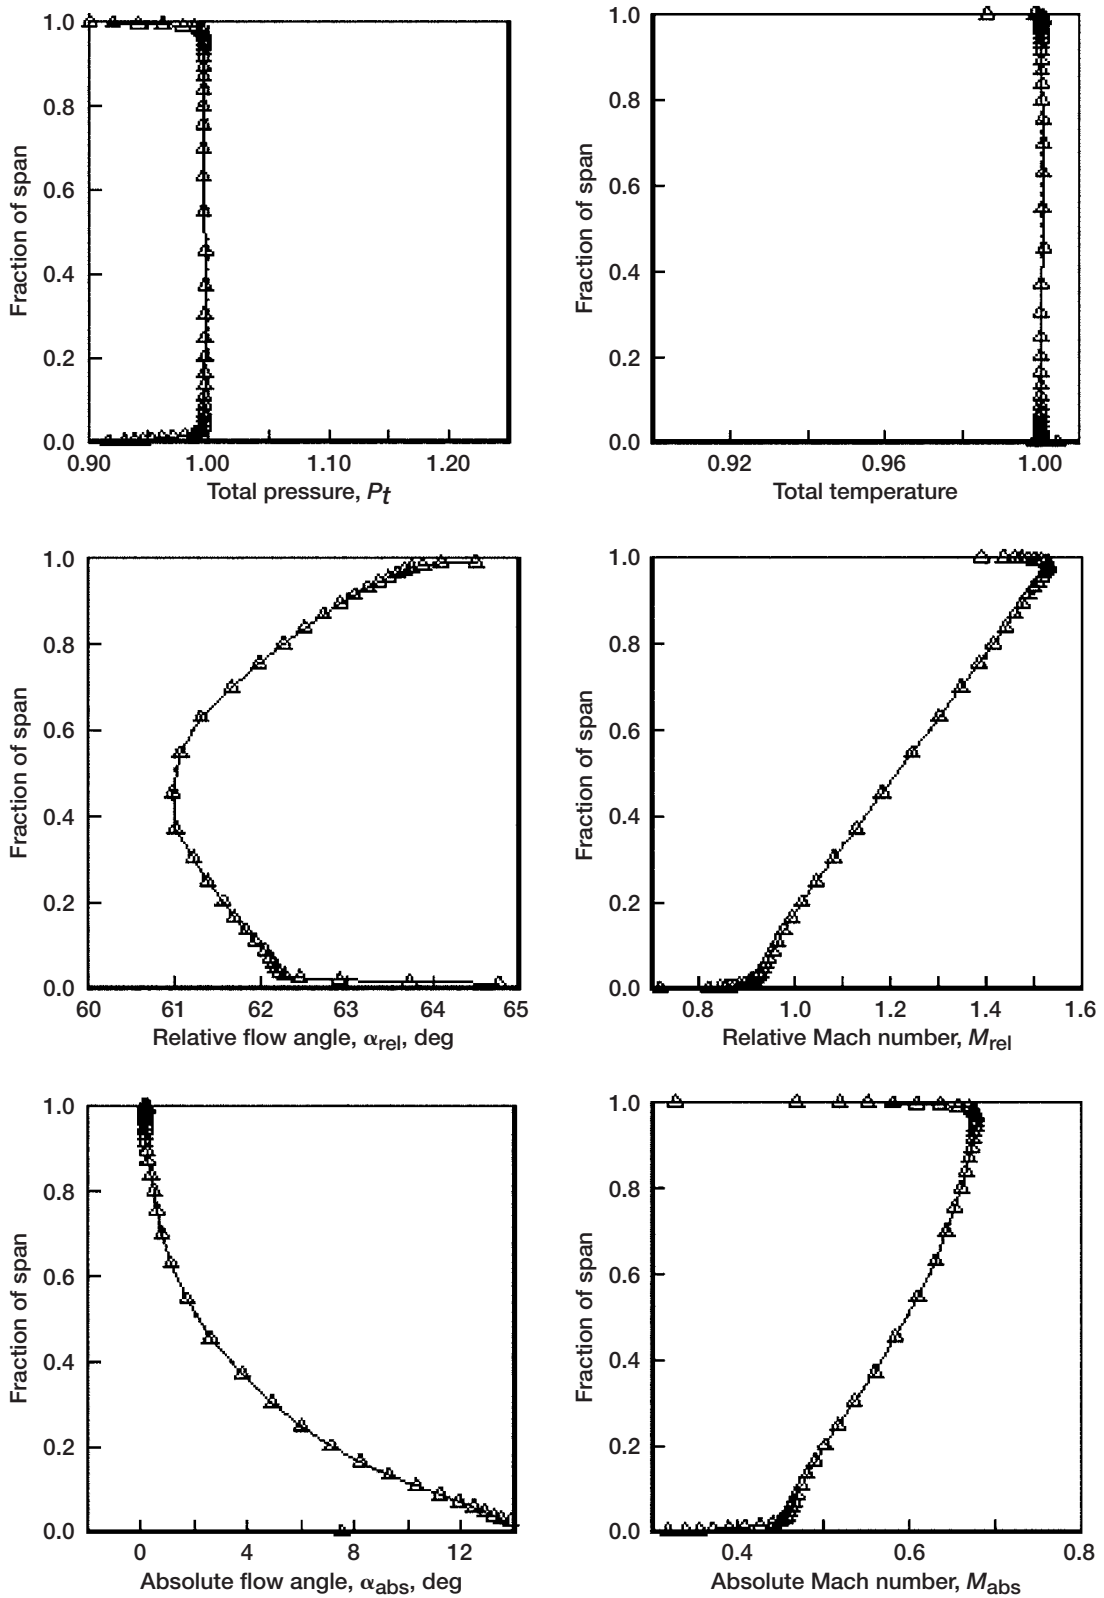 1.0
0.8
0.6
0.4
0.2
0.0
Fraction of span
0.90 1.00 1.10 1.20
Total pressure, Pt
1.0
0.8
0.6
0.4
0.2
0.0
Fraction of span
0.92 0.96 1.00
Total temperature
1.0
0.8
0.6
0.4
0.2
0.0
Fraction of span
60 61 62 63 64 65
Relative flow angle, αrel, deg
1.0
0.8
0.6
0.4
0.2
0.0
Fraction of span
0.8 1.0 1.2 1.4 1.6
Relative Mach number, Mrel
1.0
0.8
0.6
0.4
0.2
0.0
Fraction of span
0 4 8 12
Absolute flow angle, αabs, deg
1.0
0.8
0.6
0.4
0.2
0.0
Fraction of span
0.4 0.6 0.8
Absolute Mach number, Mabs